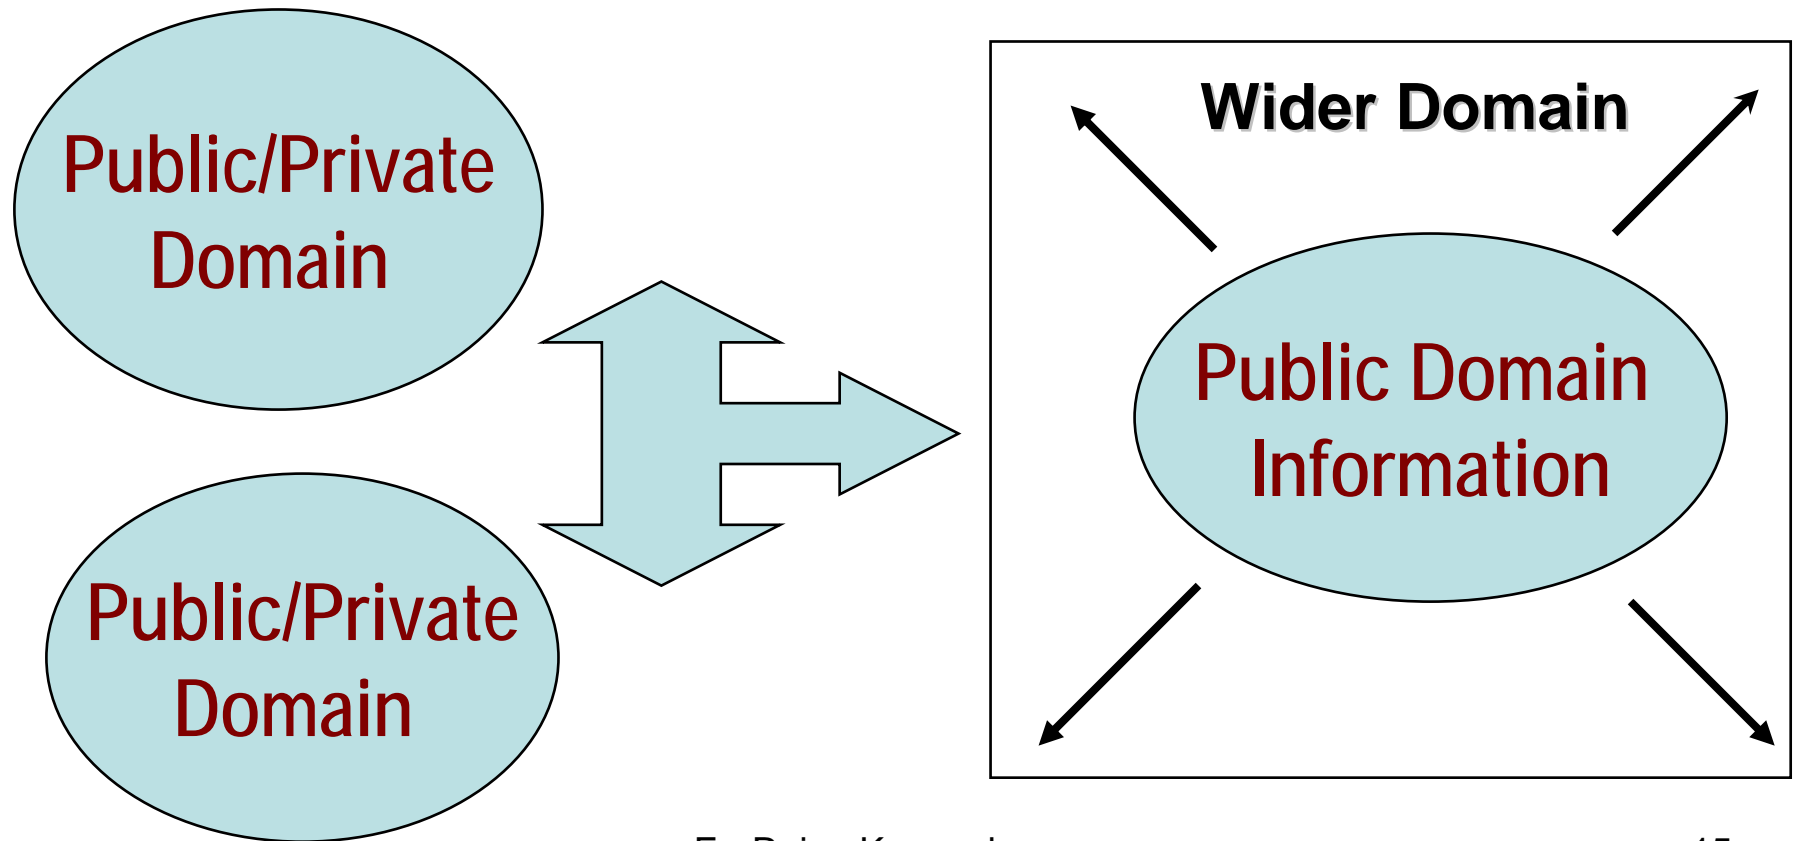 Public/Private
Domain
Wider Domain
Public Domain
Information
Public/Private
Domain